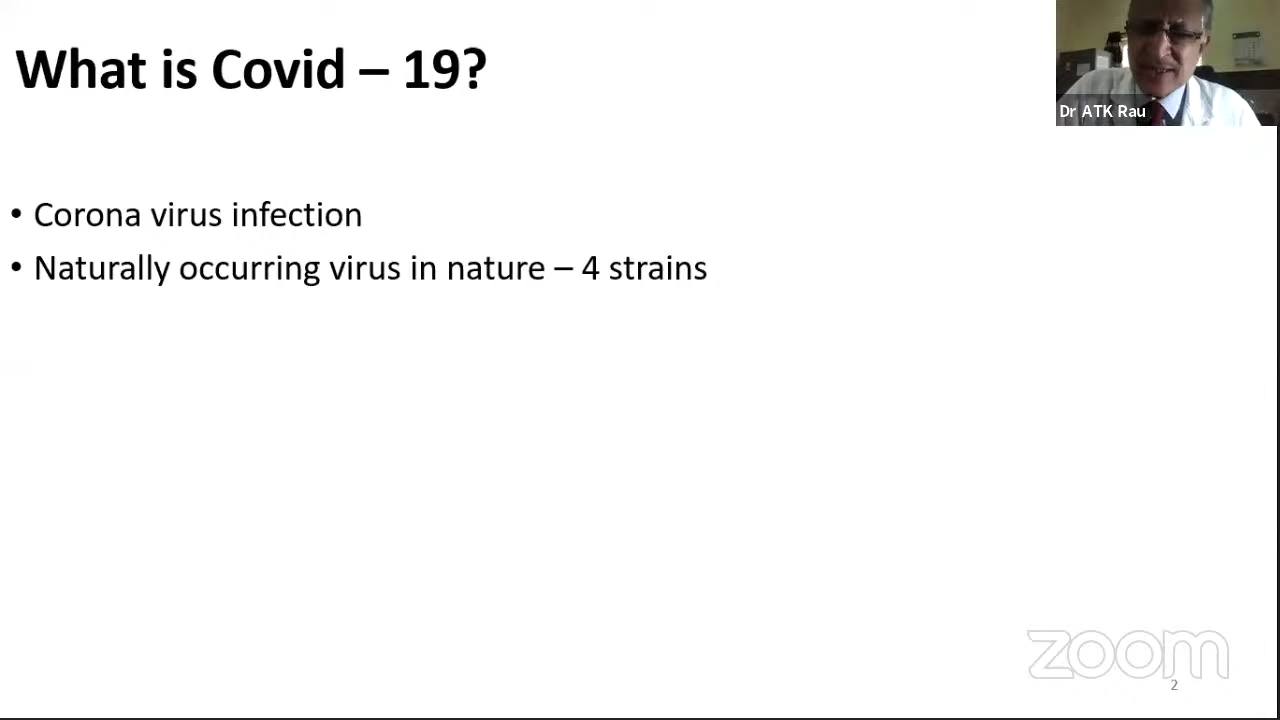 What is Covid – 19?
Dr ATK Rau
• Corona virus infection
• Naturally occurring virus in nature – 4 strains
zoom
2